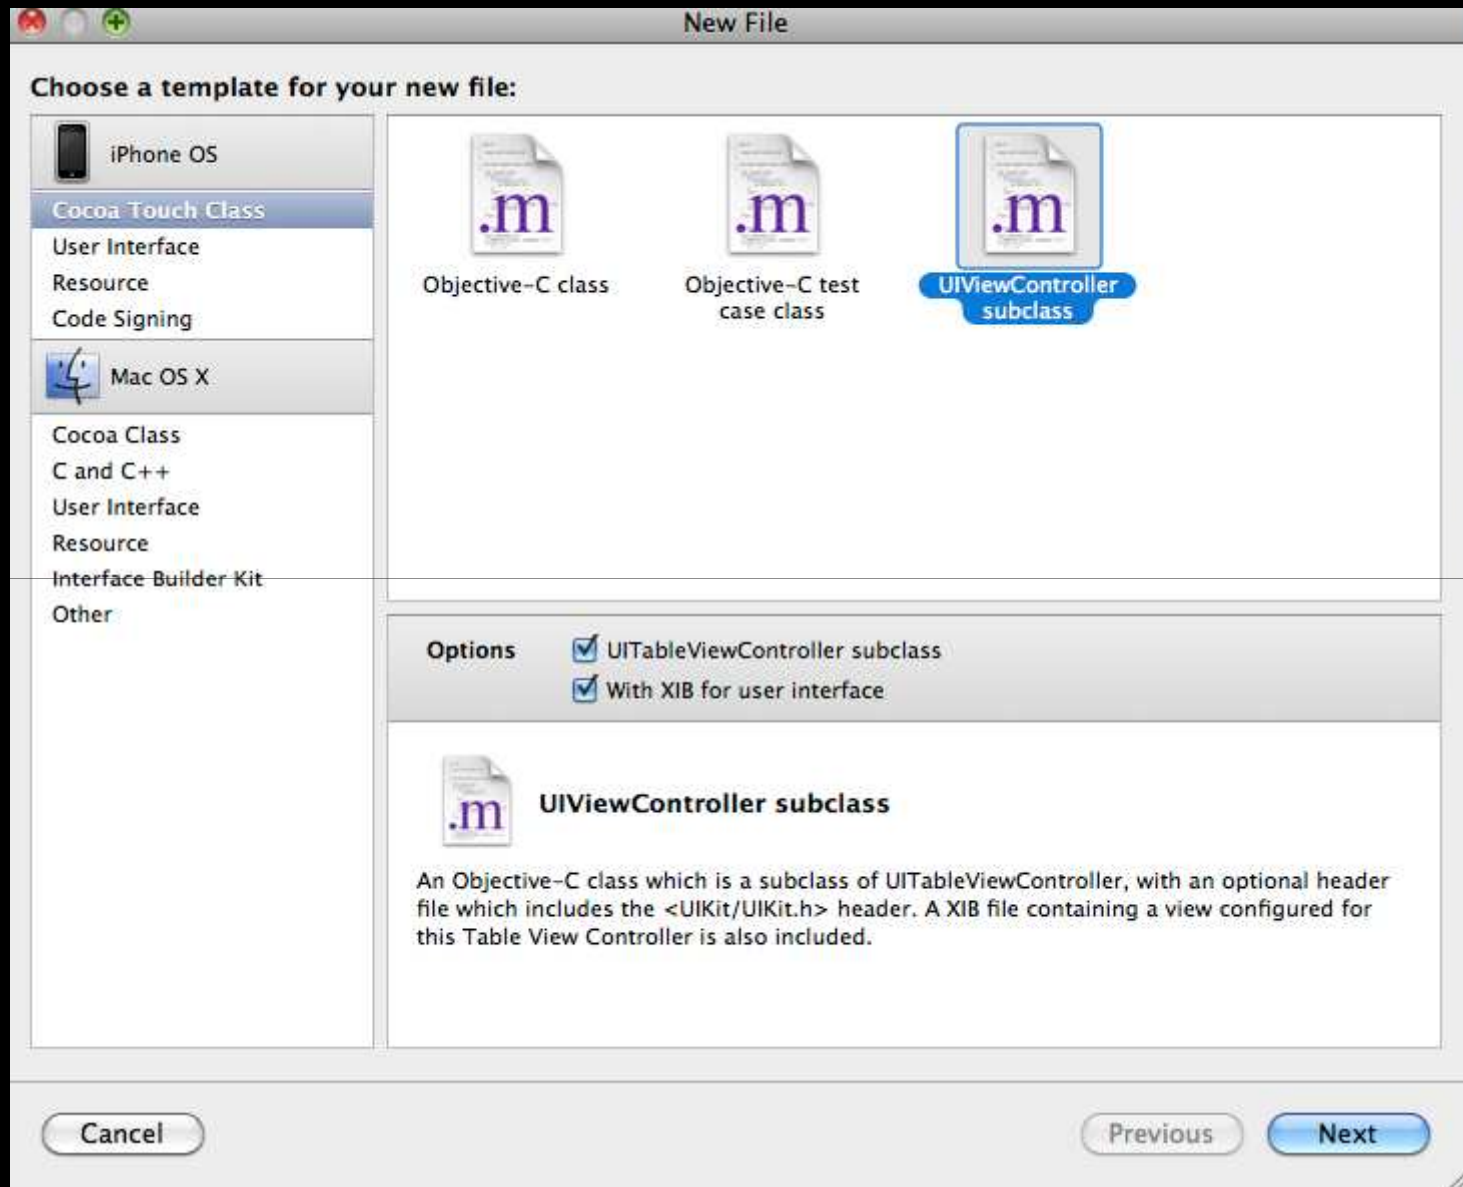 New File
Choose a template for your new file:
iPhone OS
Cocoa Touch Class
User Interface
Resource
Code Signing
Mac OS X
Cocoa Class
C and C++
User Interface
Resource
Interface Builder Kit
Other
.m
Objective-C class
.m
Objective-C test
case class
.m
UIViewController
subclass
Options
UITableViewController subclass
With XIB for user interface
.m
UIViewController subclass
An Objective-C class which is a subclass of UITableViewController, with an optional header
file which includes the <UIKit/UIKit.h> header. A XIB file containing a view configured for
this Table View Controller is also included.
Cancel
Previous
Next